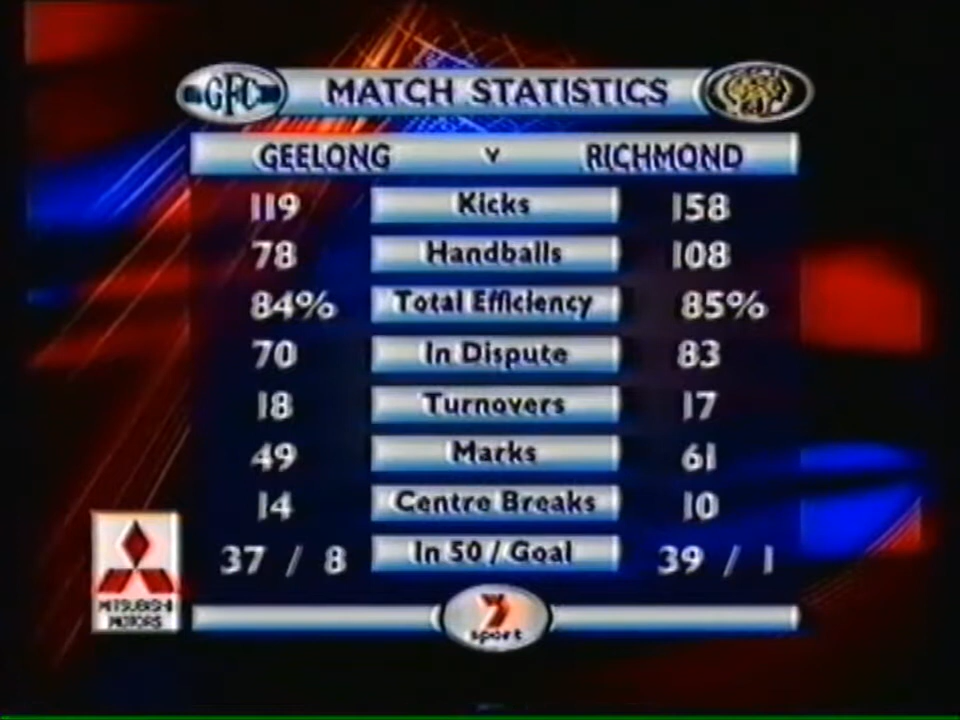 GFC MATCH STATISTICS
GEELONG v RICHMOND
119 Kicks 158
78 Handballs 108
84% Total Efficiency 85%
70 In Dispute 83
18 Turnovers 17
49 Marks 61
14 Centre Breaks 10
37 / 8 In 50 / Goal 39 / 1
MITSUBISHI
MOTORS
7
sport